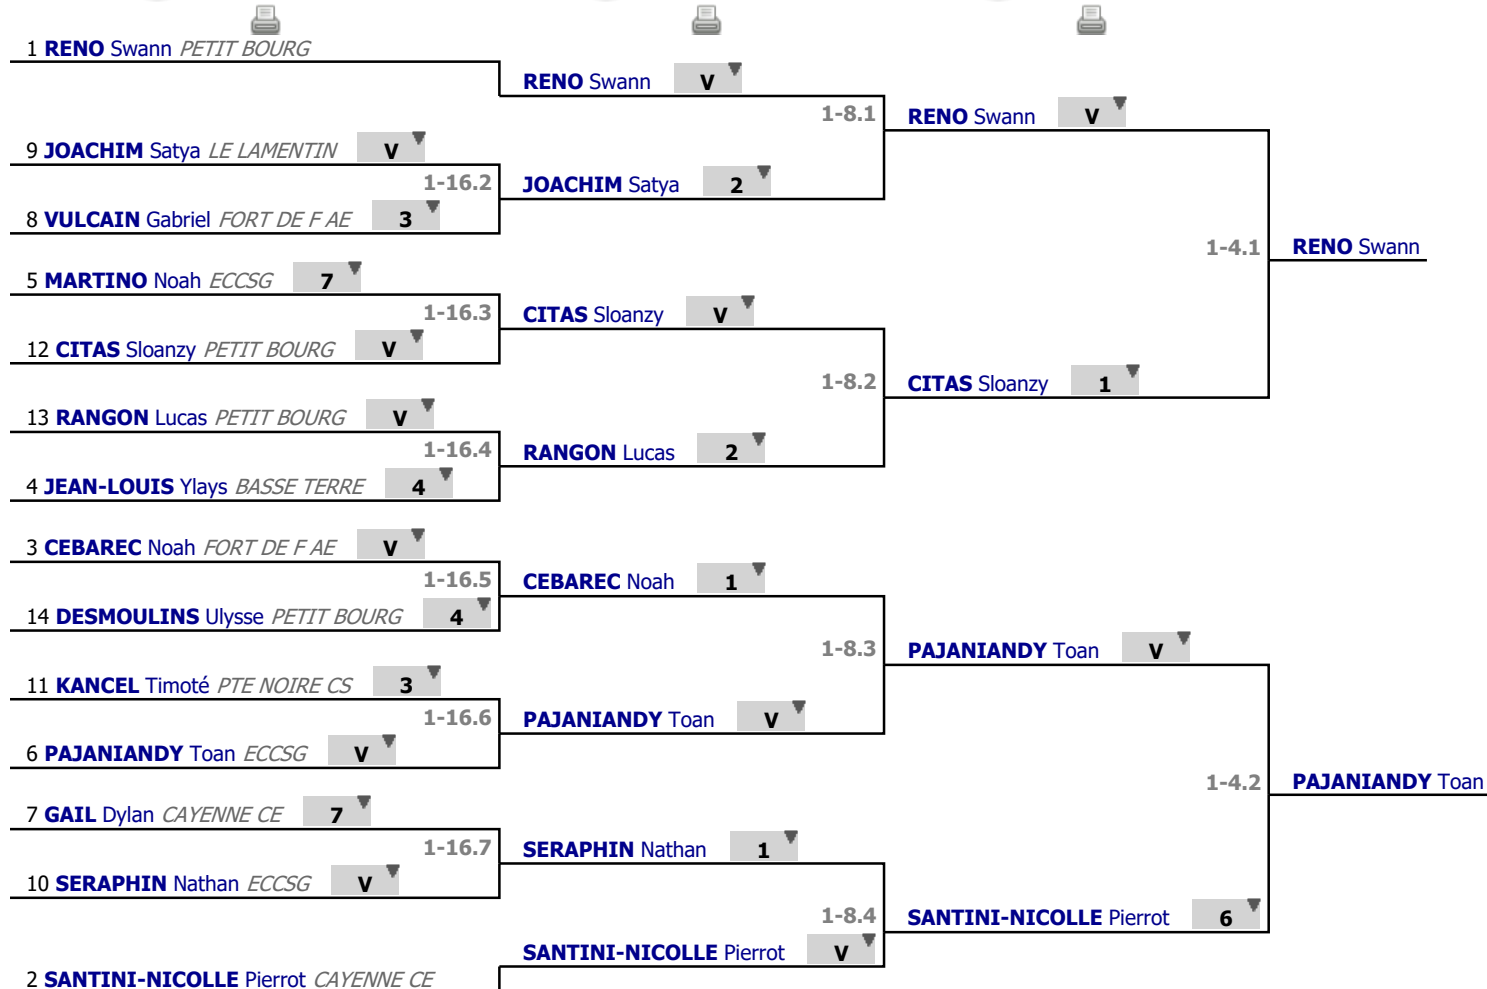 1 RENO Swann PETIT BOURG
RENO Swann V
1-8.1
RENO Swann V
9 JOACHIM Satya LE LAMENTIN V
1-16.2
JOACHIM Satya 2
8 VULCAIN Gabriel FORT DE F AE 3
1-4.1
RENO Swann
5 MARTINO Noah ECCSG 7
1-16.3
CITAS Sloanzy V
12 CITAS Sloanzy PETIT BOURG V
1-8.2
CITAS Sloanzy 1
13 RANGON Lucas PETIT BOURG V
1-16.4
RANGON Lucas 2
4 JEAN-LOUIS Ylays BASSE TERRE 4
3 CEBAREC Noah FORT DE F AE V
1-16.5
CEBAREC Noah 1
14 DESMOULINS Ulysse PETIT BOURG 4
1-8.3
PAJANIANDY Toan V
11 KANCEL Timoté PTE NOIRE CS 3
1-16.6
PAJANIANDY Toan V
6 PAJANIANDY Toan ECCSG V
1-4.2
PAJANIANDY Toan
7 GAIL Dylan CAYENNE CE 7
1-16.7
SERAPHIN Nathan 1
10 SERAPHIN Nathan ECCSG V
1-8.4
SANTINI-NICOLLE Pierrot 6
SANTINI-NICOLLE Pierrot V
2 SANTINI-NICOLLE Pierrot CAYENNE CE